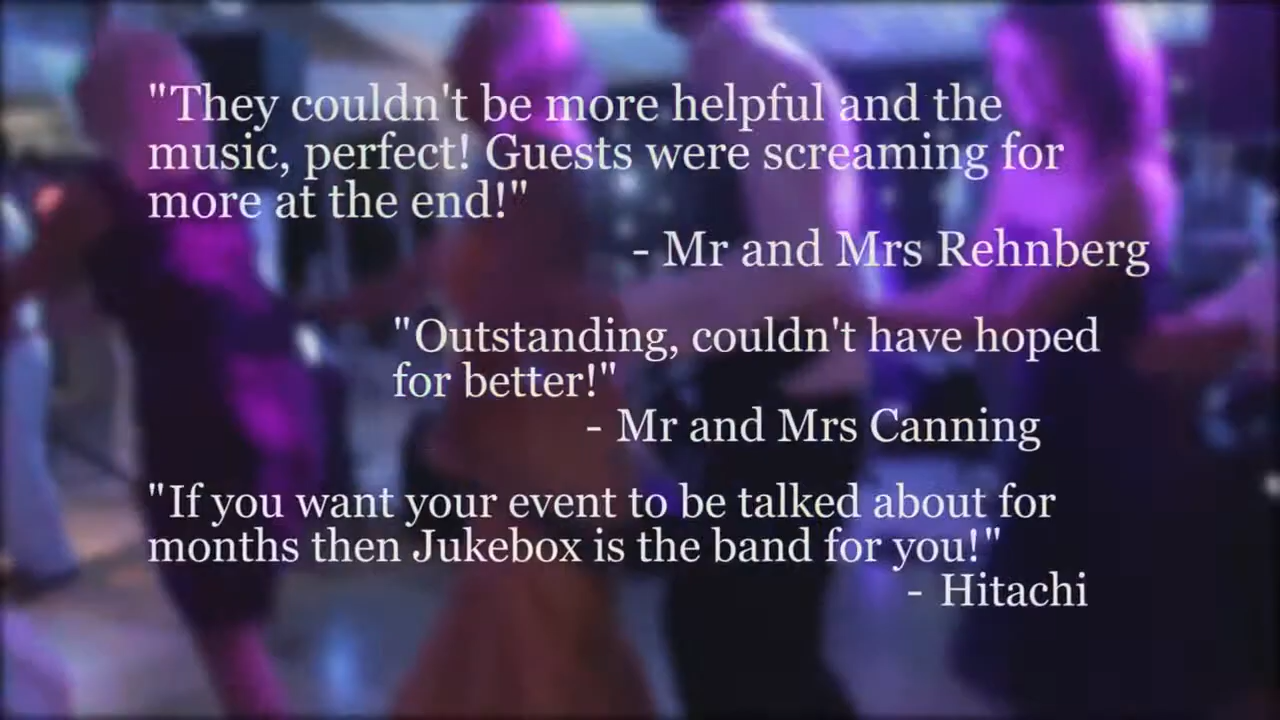 "They couldn't be more helpful and the
music, perfect! Guests were screaming for
more at the end!"
- Mr and Mrs Rehnberg
"Outstanding, couldn't have hoped
for better!"
- Mr and Mrs Canning
"If you want your event to be talked about for
months then Jukebox is the band for you!"
- Hitachi